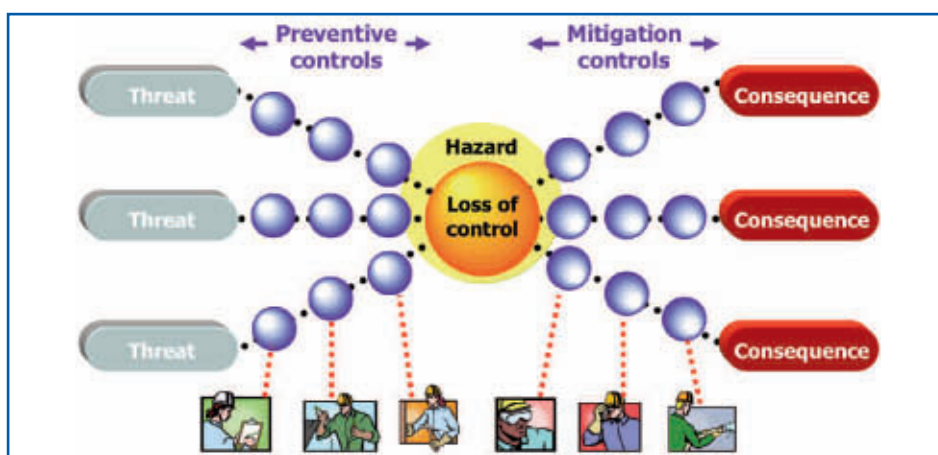 Preventive
controls
Mitigation
controls
Threat
Consequence
Hazard
Threat
Loss of
control
Consequence
Threat
Consequence